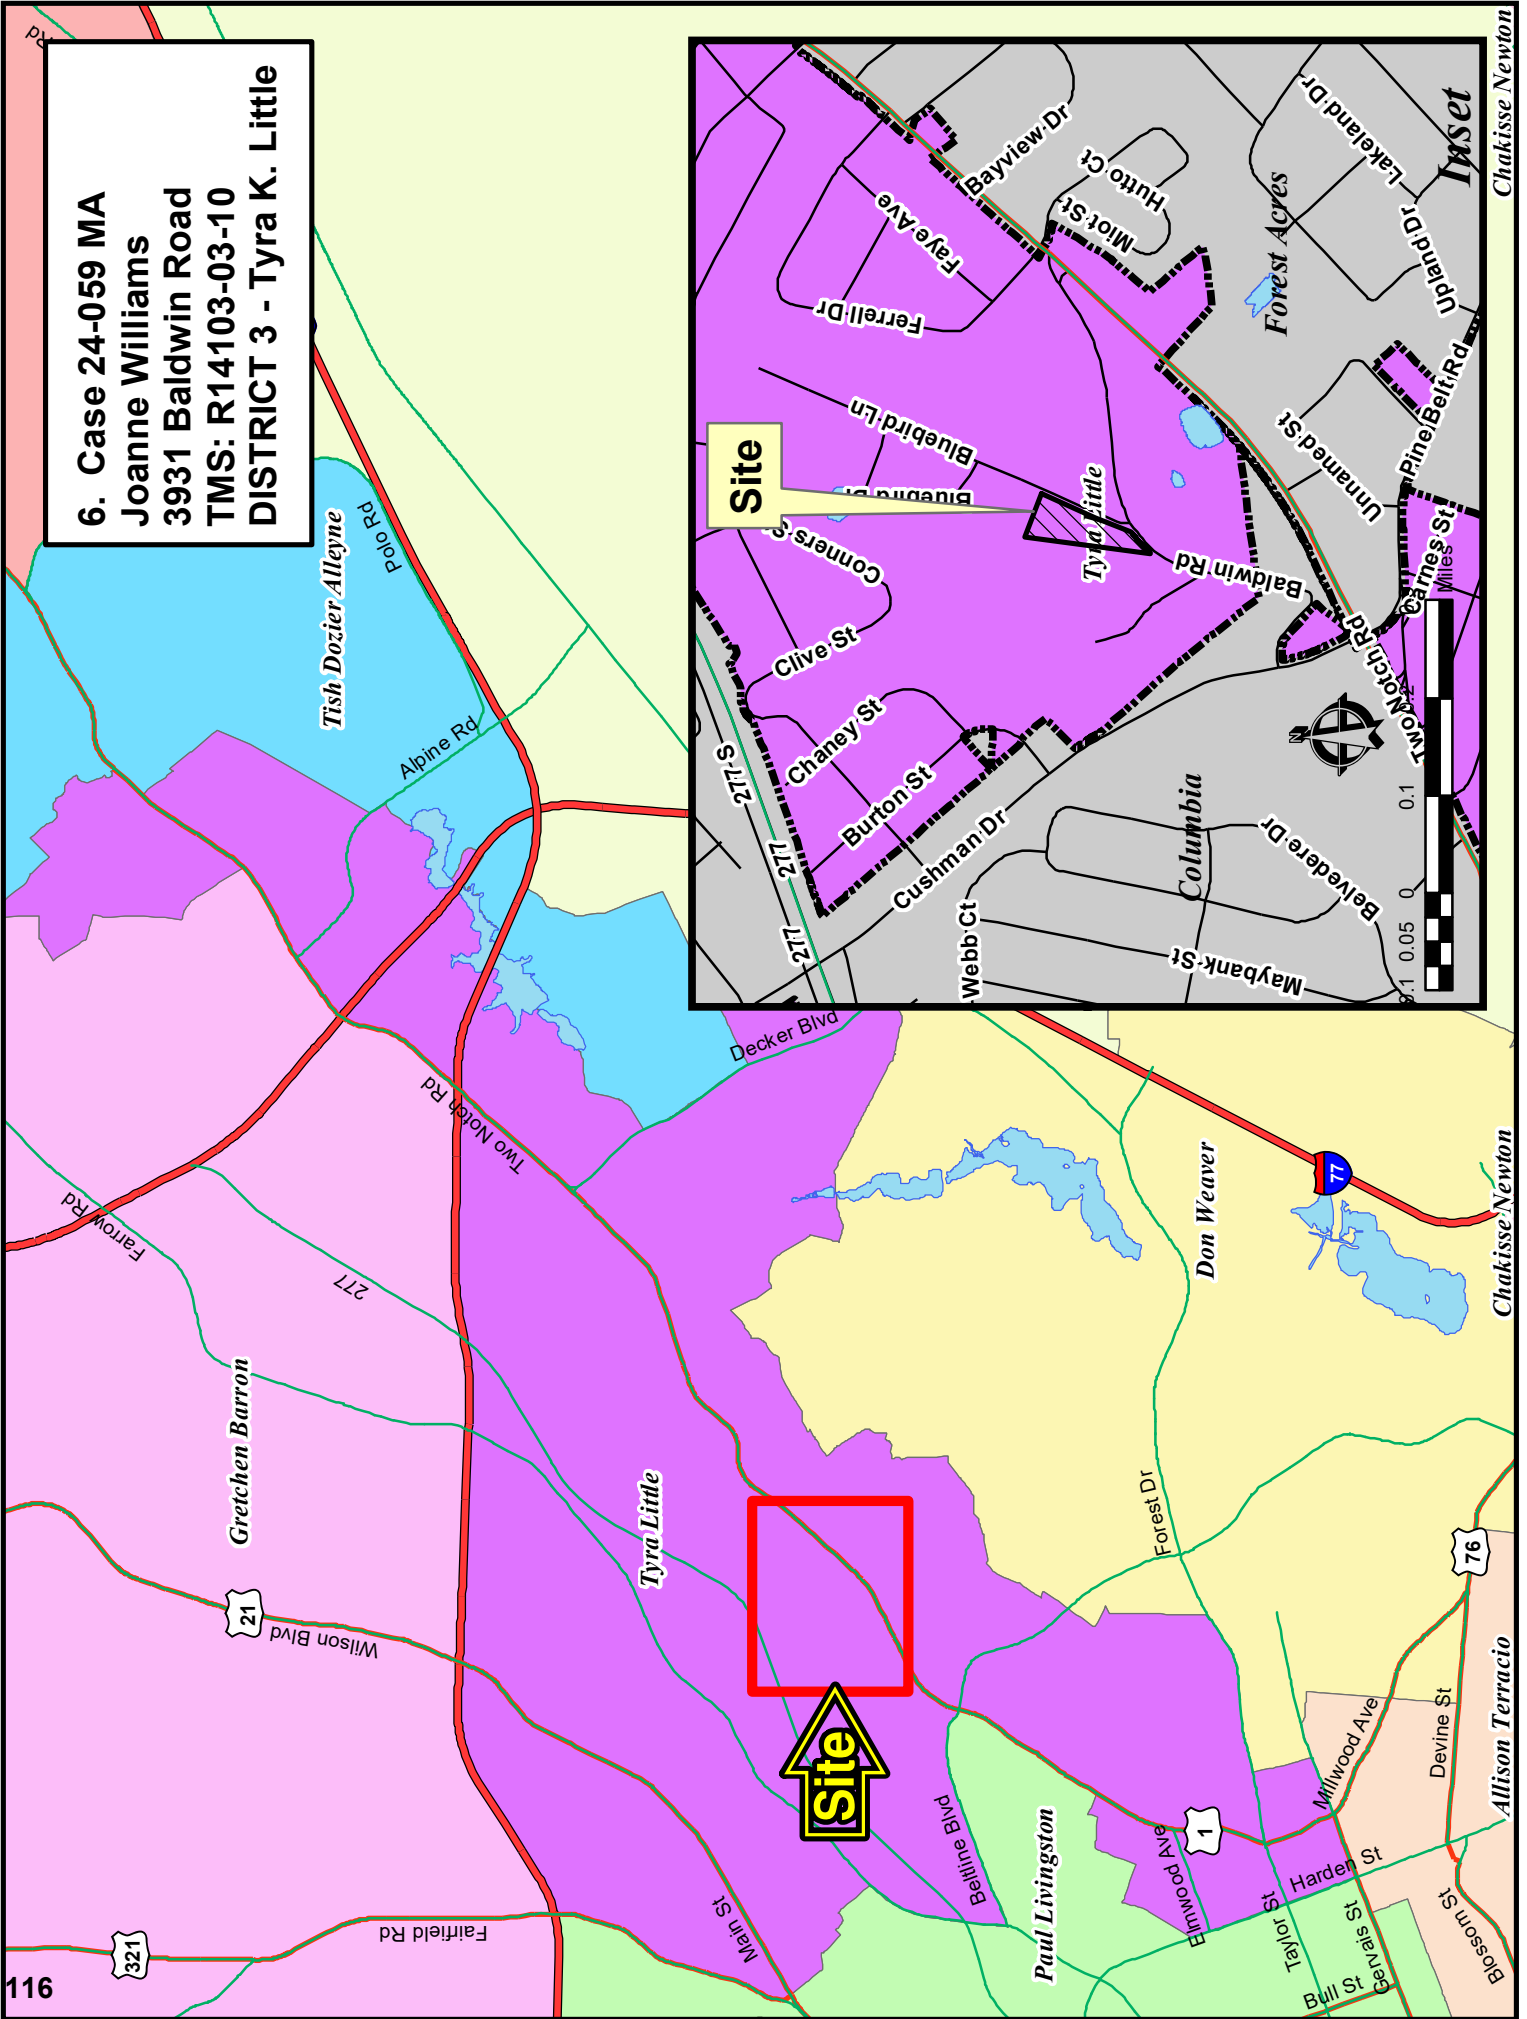 6. Case 24-059 MA
Joanne Williams
3931 Baldwin Road
TMS: R14103-03-10
DISTRICT 3 - Tyra K. Little
116
321
Fairfield Rd
21
Wilson Blvd
Main St
Gretchen Barron
Farrow Rd
277
Two Notch Rd
Tyra Little
Site
Beltline Blvd
Paul Livingston
Elmwood Ave
1
Taylor St
Harden St
Gervais St
Bull St
Blossom St
Devine St
Millwood Ave
Allison Terracio
76
Forest Dr
Don Weaver
77
Chakisse Newton
Decker Blvd
Alpine Rd
Polo Rd
Tish Dozier Alleyne
Rd
Chakisse Newton
Inset
Site
277
277
277-S
Burton St
Chaney St
Clive St
Conners S
Bluebird Ln
Ferrell Dr
Faye Ave
Bayview Dr
Hutto Ct
Miot St
Lakeland Dr
Upland Dr
Forest Acres
Unnamed St
Pine Belt Rd
Carnes St
Two Notch Rd
Baldwin Rd
Tyra Little
Cushman Dr
Webb Ct
Maybank St
Columbia
Belvedere Dr
N
0.1
0.05
0
0.1
0.2
Miles